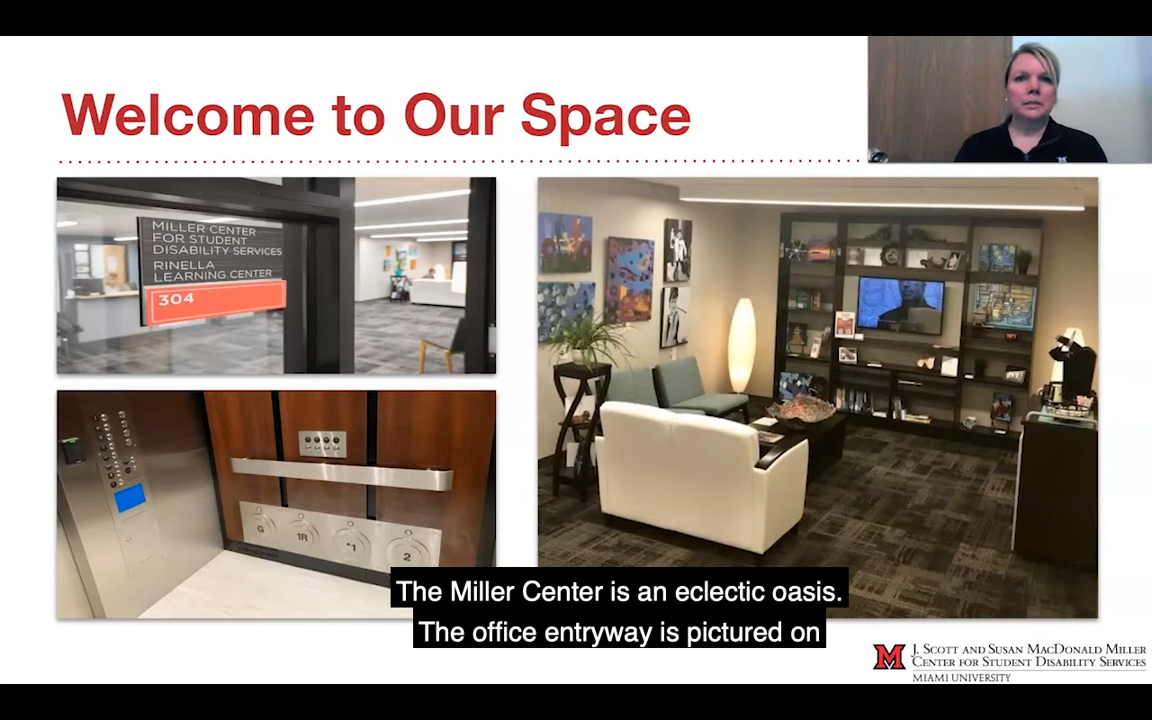 Welcome to Our Space
MILLER CENTER
FOR STUDENT
DISABILITY SERVICES
RINELLA
LEARNING CENTER
304
G
1R
*1
2
The Miller Center is an eclectic oasis.
The office entryway is pictured on
M
J. SCOTT AND SUSAN MACDONALD MILLER
CENTER FOR STUDENT DISABILITY SERVICES
MIAMI UNIVERSITY